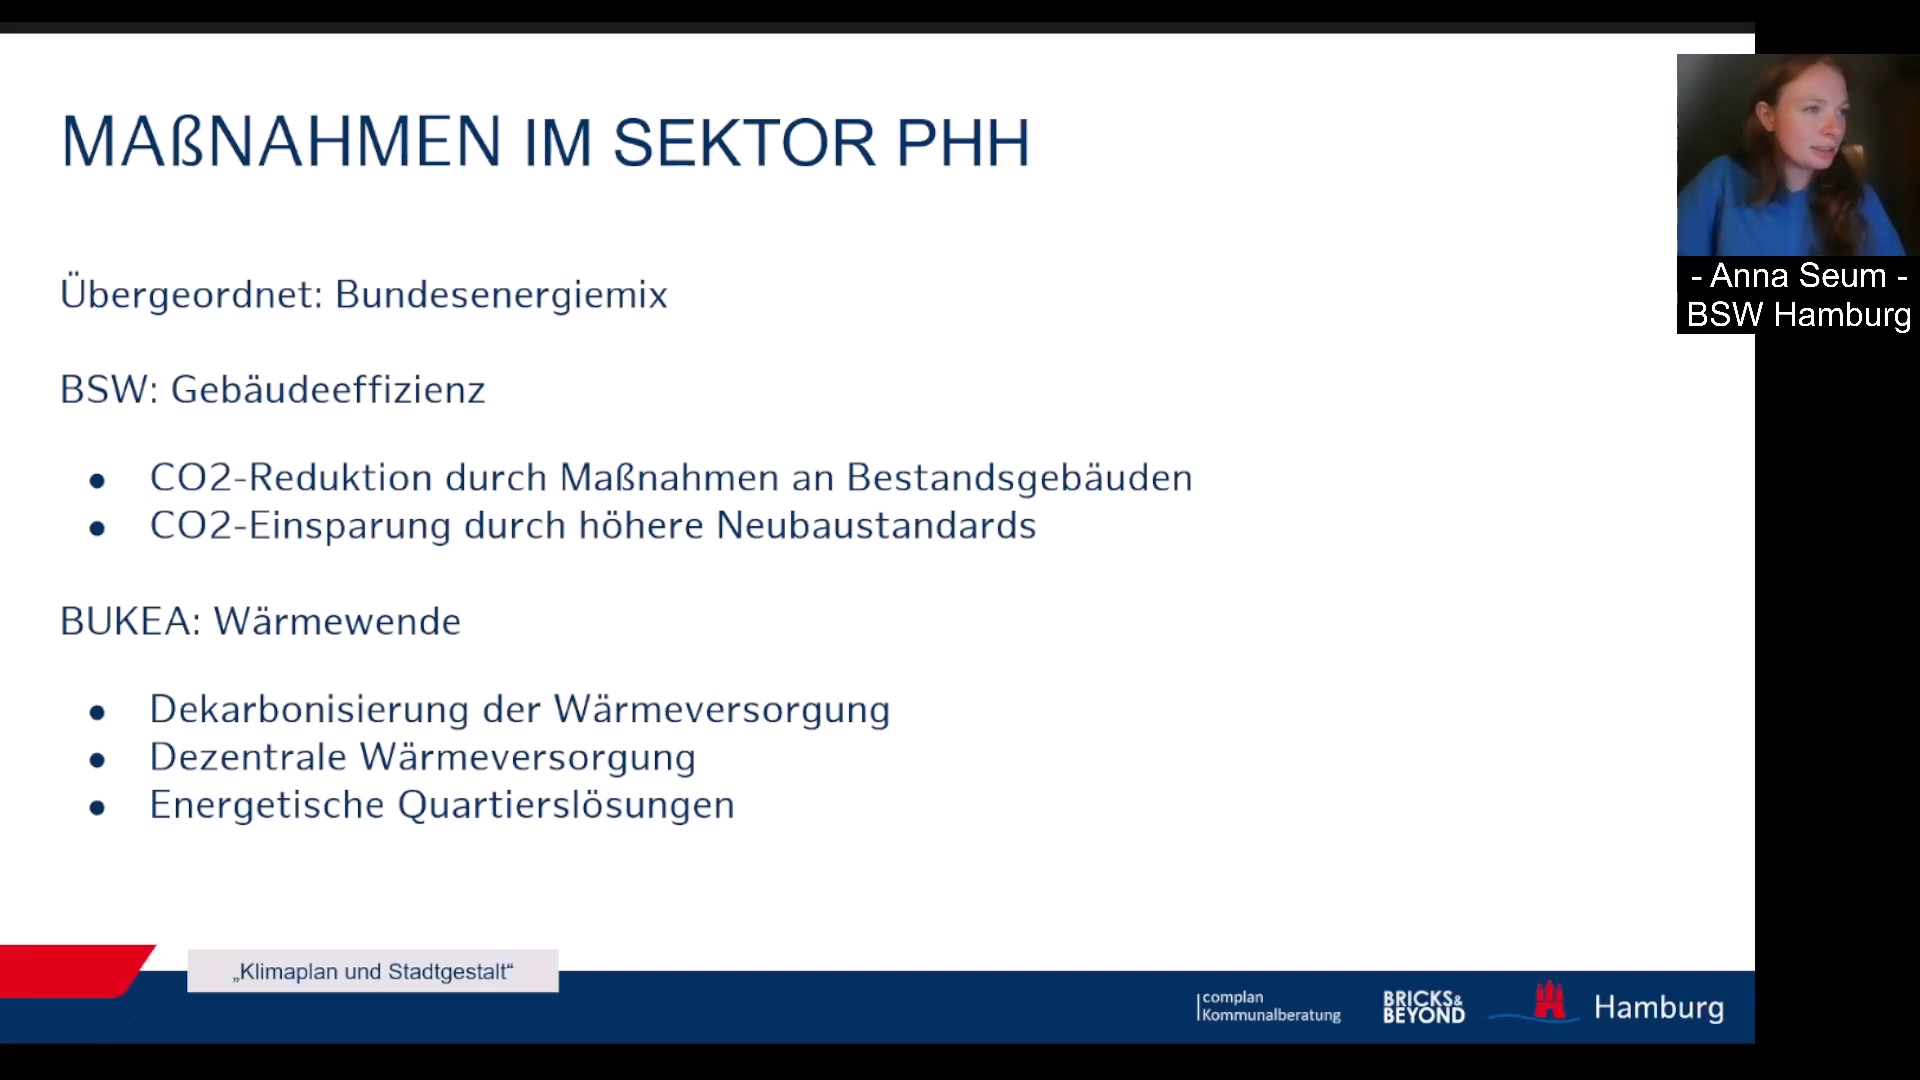 MAßNAHMEN IM SEKTOR PHH
Übergeordnet: Bundesenergiemix
BSW: Gebäudeeffizienz
● CO2-Reduktion durch Maßnahmen an Bestandsgebäuden
● CO2-Einsparung durch höhere Neubaustandards
BUKEA: Wärmewende
● Dekarbonisierung der Wärmeversorgung
● Dezentrale Wärmeversorgung
● Energetische Quartierslösungen
- Anna Seum -
BSW Hamburg
„Klimaplan und Stadtgestalt“
complan
Kommunalberatung
BRICKS&
BEYOND
Hamburg